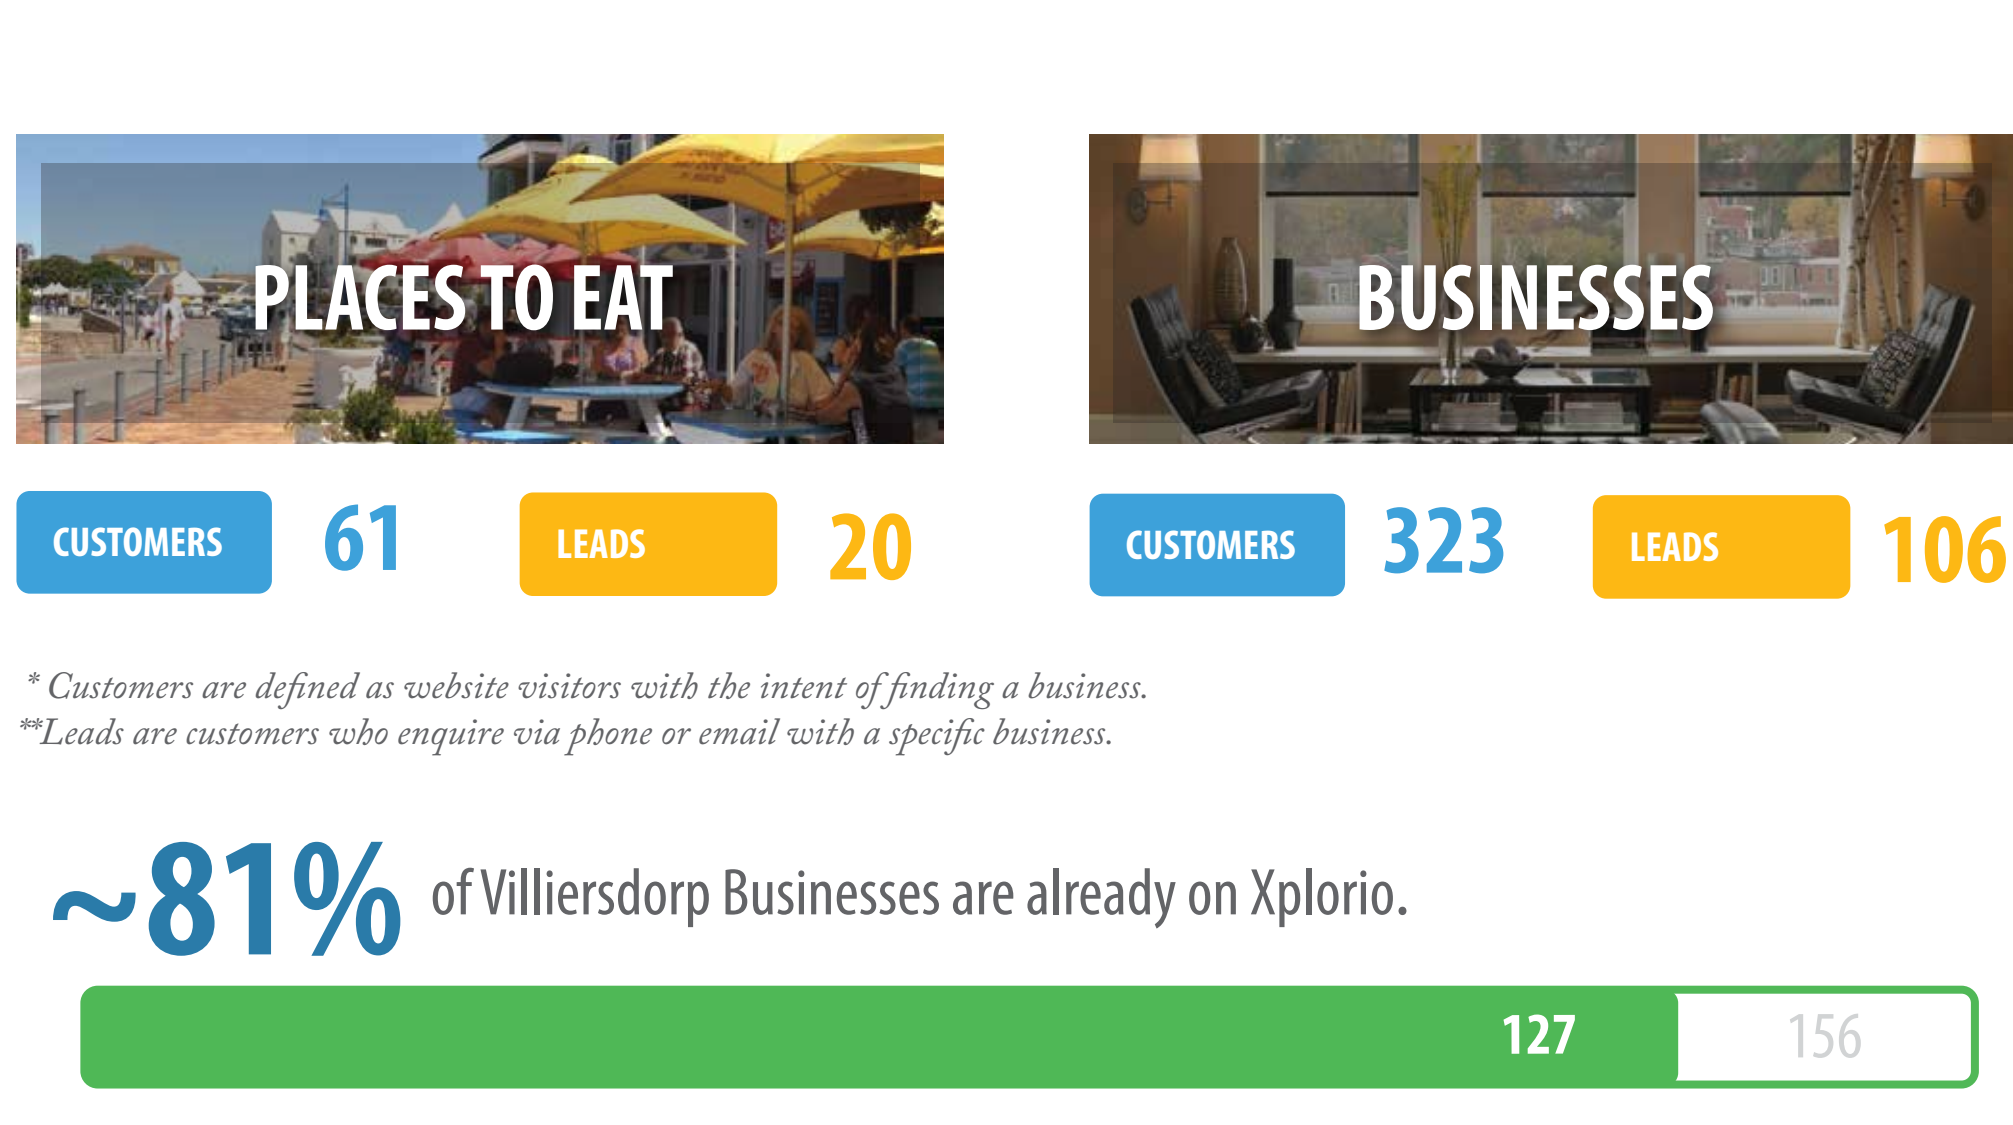 PLACES TO EAT
BUSINESSES
CUSTOMERS 61 LEADS 20
CUSTOMERS 323 LEADS 106
* Customers are defined as website visitors with the intent of finding a business.
**Leads are customers who enquire via phone or email with a specific business.
~81% of Villiersdorp Businesses are already on Xplorio.
127 156